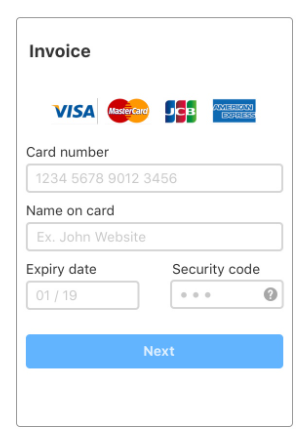 Invoice
VISA MasterCard JCB AMERICAN EXPRESS
Card number
1234 5678 9012 3456
Name on card
Ex. John Website
Expiry date Security code
01 / 19 • • • ?
Next